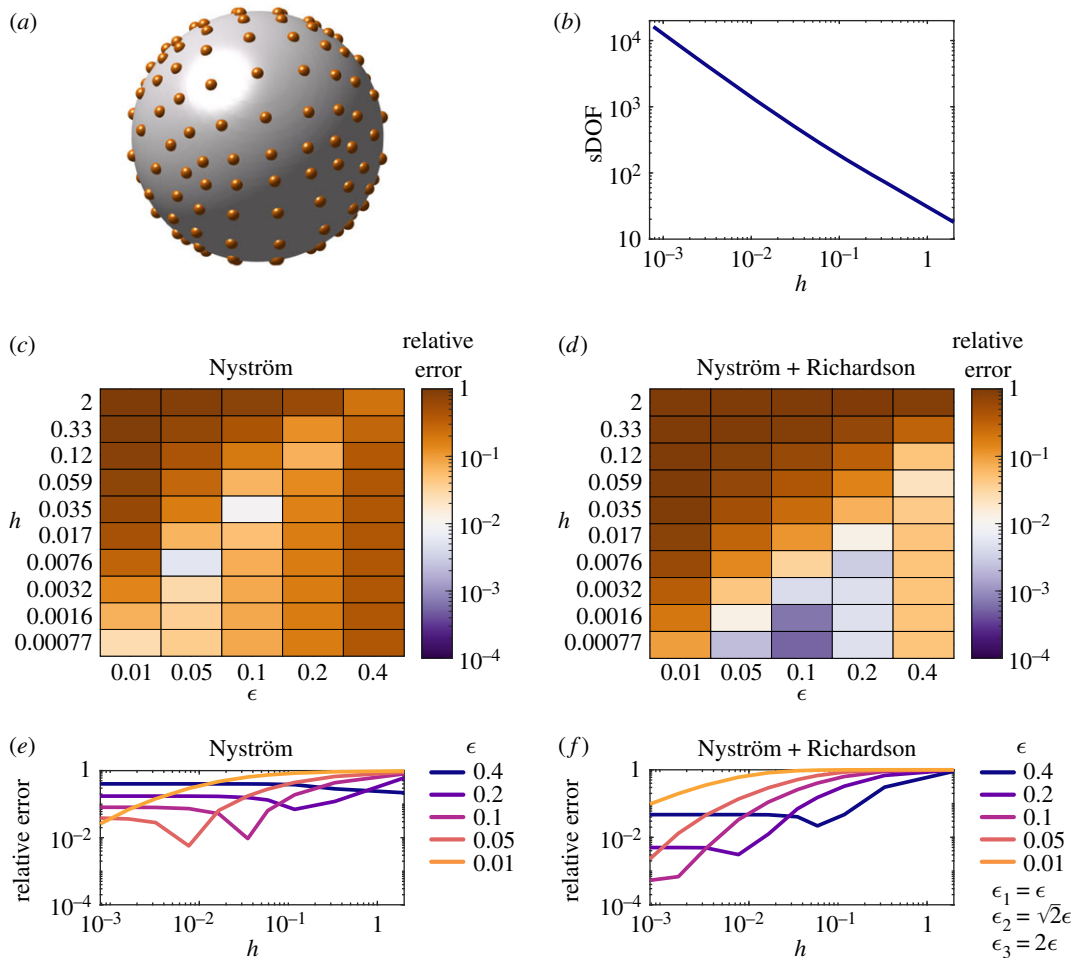 (a)
(b)
10⁴
10³
10²
10
sDOF
10⁻³
10⁻²
10⁻¹
1
h
(c)
Nyström
relative
error
2
0.33
0.12
0.059
0.035
0.017
0.0076
0.0032
0.0016
0.00077
h
0.01
0.05
0.1
0.2
0.4
ϵ
1
10⁻¹
10⁻²
10⁻³
10⁻⁴
(d)
Nyström + Richardson
relative
error
2
0.33
0.12
0.059
0.035
0.017
0.0076
0.0032
0.0016
0.00077
h
0.01
0.05
0.1
0.2
0.4
ϵ
1
10⁻¹
10⁻²
10⁻³
10⁻⁴
(e)
Nyström
relative error
1
10⁻²
10⁻⁴
10⁻³
10⁻²
10⁻¹
1
h
ϵ
0.4
0.2
0.1
0.05
0.01
(f)
Nyström + Richardson
relative error
1
10⁻²
10⁻⁴
10⁻³
10⁻²
10⁻¹
1
h
ϵ
0.4
0.2
0.1
0.05
0.01
ϵ₁ = ϵ
ϵ₂ = √2ϵ
ϵ₃ = 2ϵ